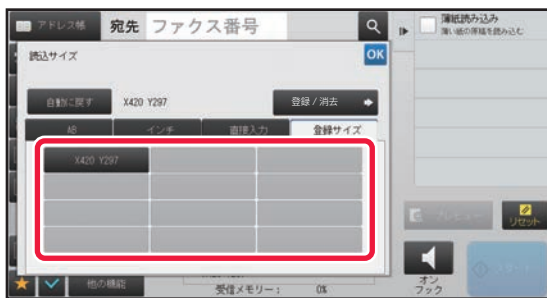 アドレス帳 宛先 ファクス番号
薄紙読み込み
薄い紙の原稿を読み込む
読込サイズ OK
自動に戻す X420 Y297 登録 / 消去
AB インチ 直接入力 登録サイズ
X420 Y297
プレビュー リセット
他の機能
受信メモリー： 0%
オン
フック
スタート